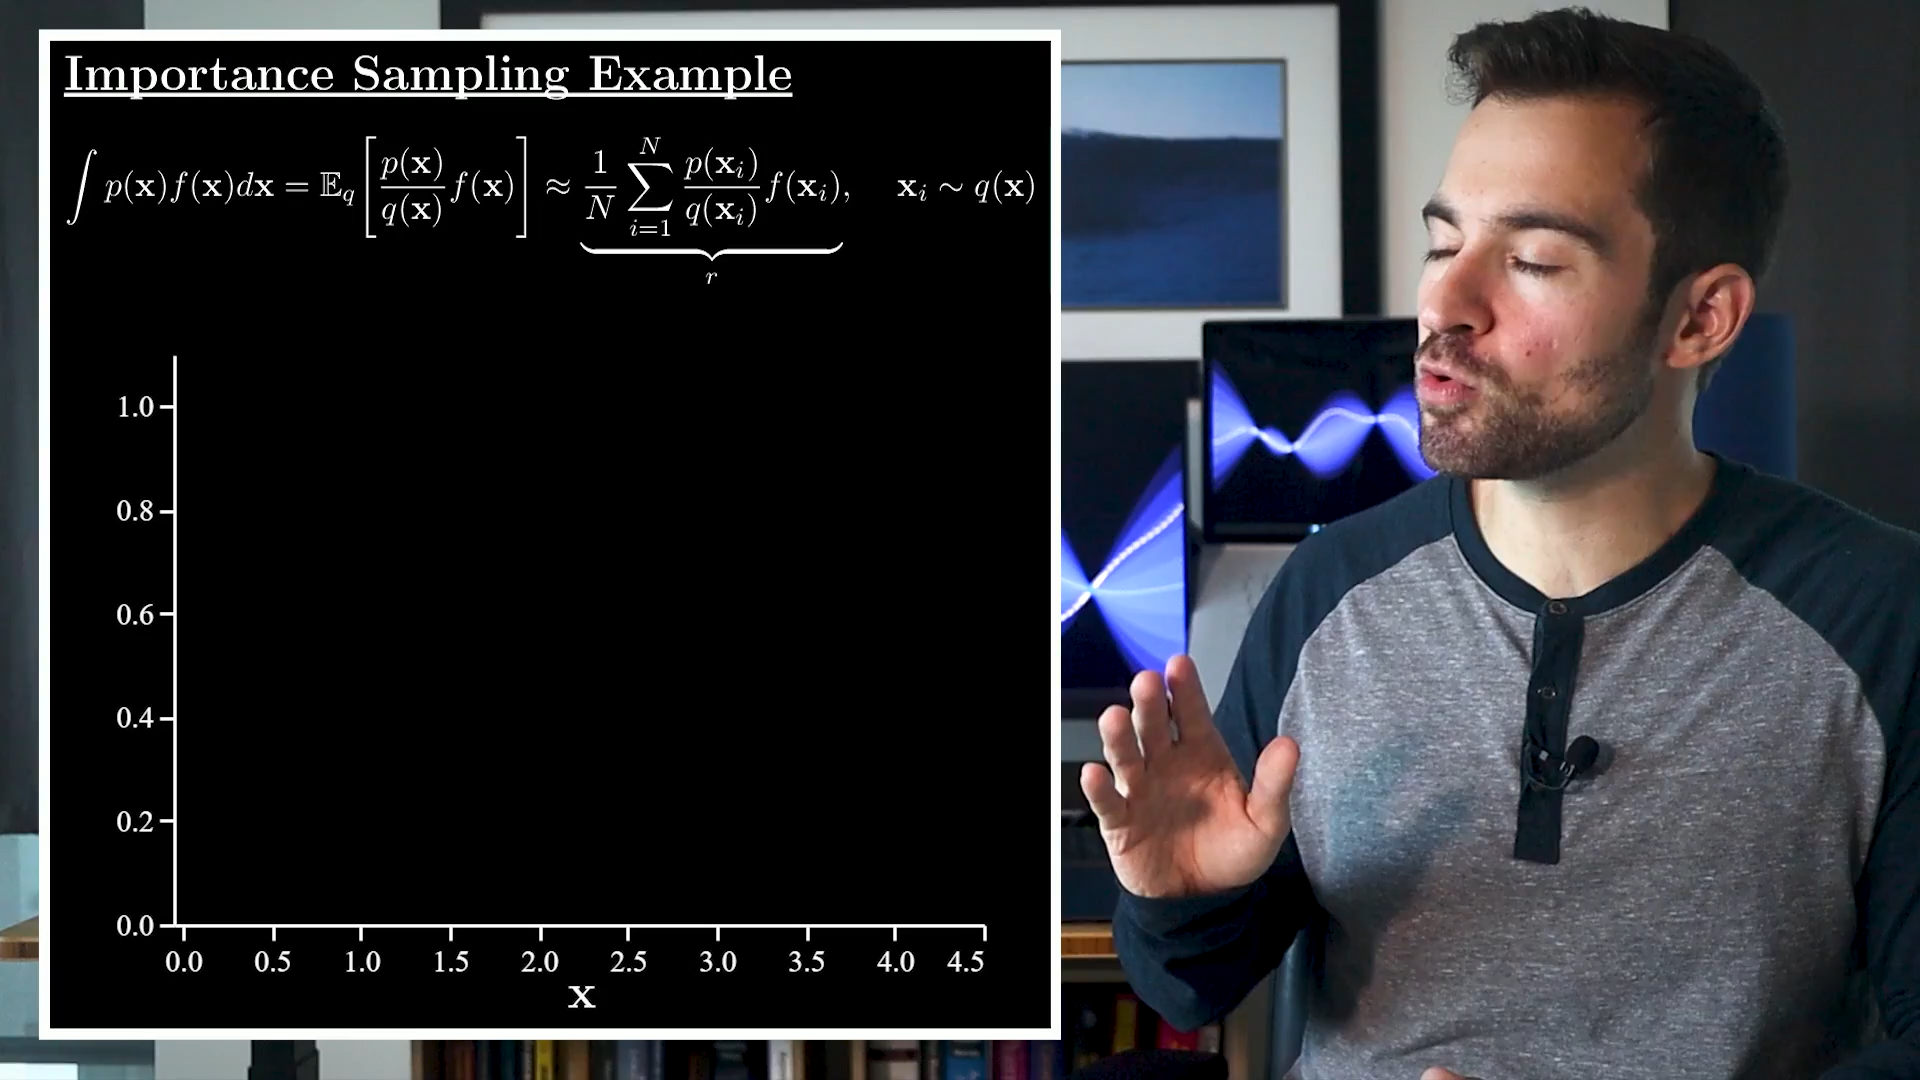 Importance Sampling Example
∫ p(x)f(x)dx = 𝔼_q [ p(x)/q(x) f(x) ] ≈ 1/N ∑_{i=1}^{N} p(x_i)/q(x_i) f(x_i), x_i ∼ q(x)
r
1.0
0.8
0.6
0.4
0.2
0.0
0.0 0.5 1.0 1.5 2.0 2.5 3.0 3.5 4.0 4.5
x